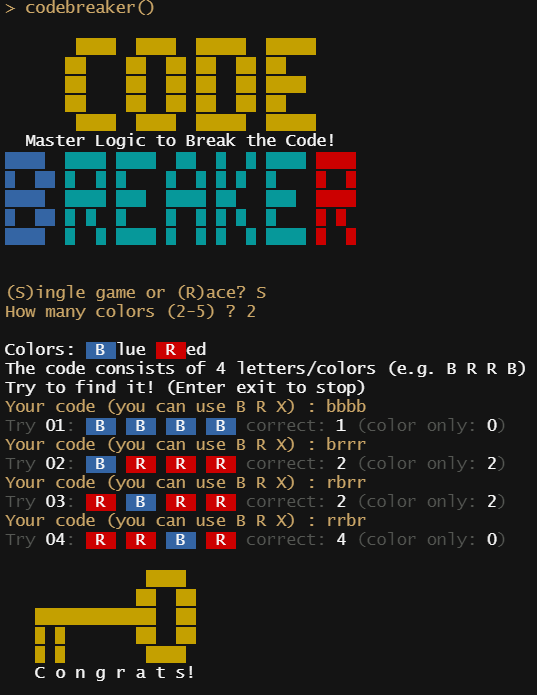 > codebreaker()
CODE
Master Logic to Break the Code!
BREAKER
(S)ingle game or (R)ace? S
How many colors (2-5) ? 2
Colors: B lue R ed
The code consists of 4 letters/colors (e.g. B R R B)
Try to find it! (Enter exit to stop)
Your code (you can use B R X) : bbbb
Try 01: B B B B correct: 1 (color only: 0)
Your code (you can use B R X) : brrr
Try 02: B R R R correct: 2 (color only: 2)
Your code (you can use B R X) : rbrr
Try 03: R B R R correct: 2 (color only: 2)
Your code (you can use B R X) : rrbr
Try 04: R R B R correct: 4 (color only: 0)
C o n g r a t s!